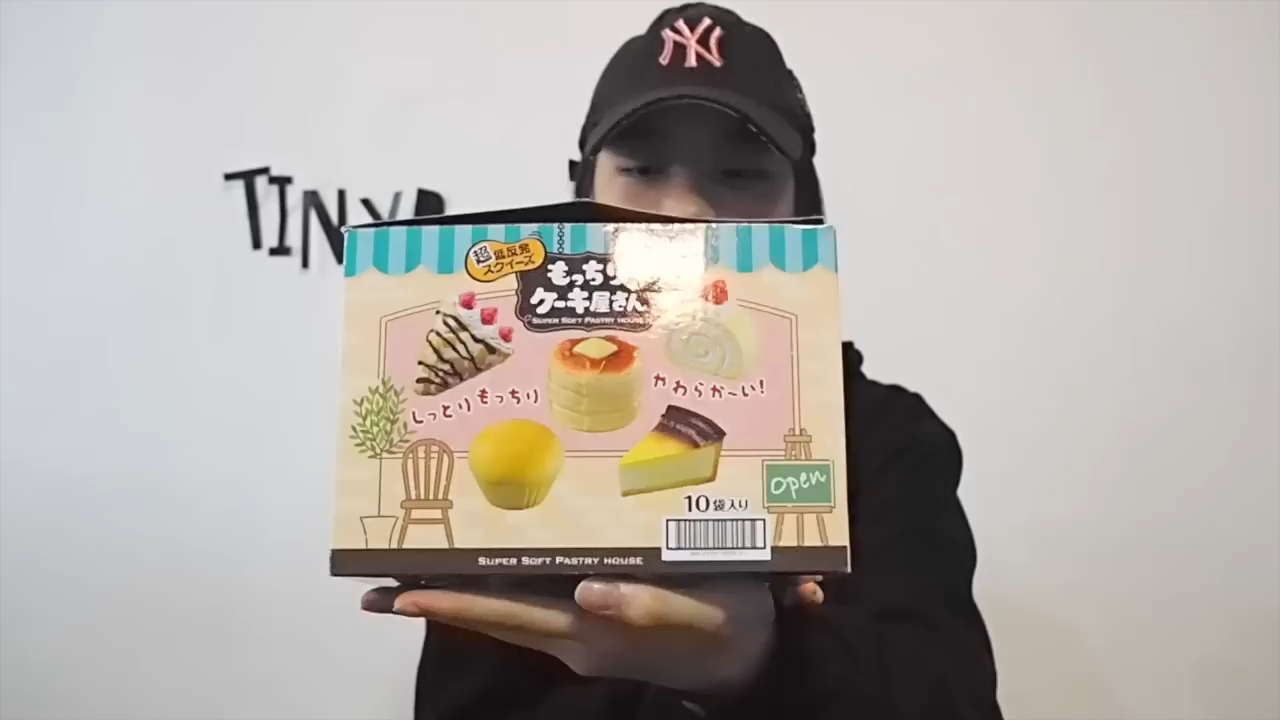 NY
TINY
超低反発
スクイーズ
もっちり
ケーキ屋さん
SUPER SOFT PASTRY HOUSE
しっとりもっちり
やわらか〜い!
Open
10袋入り
SUPER SOFT PASTRY HOUSE